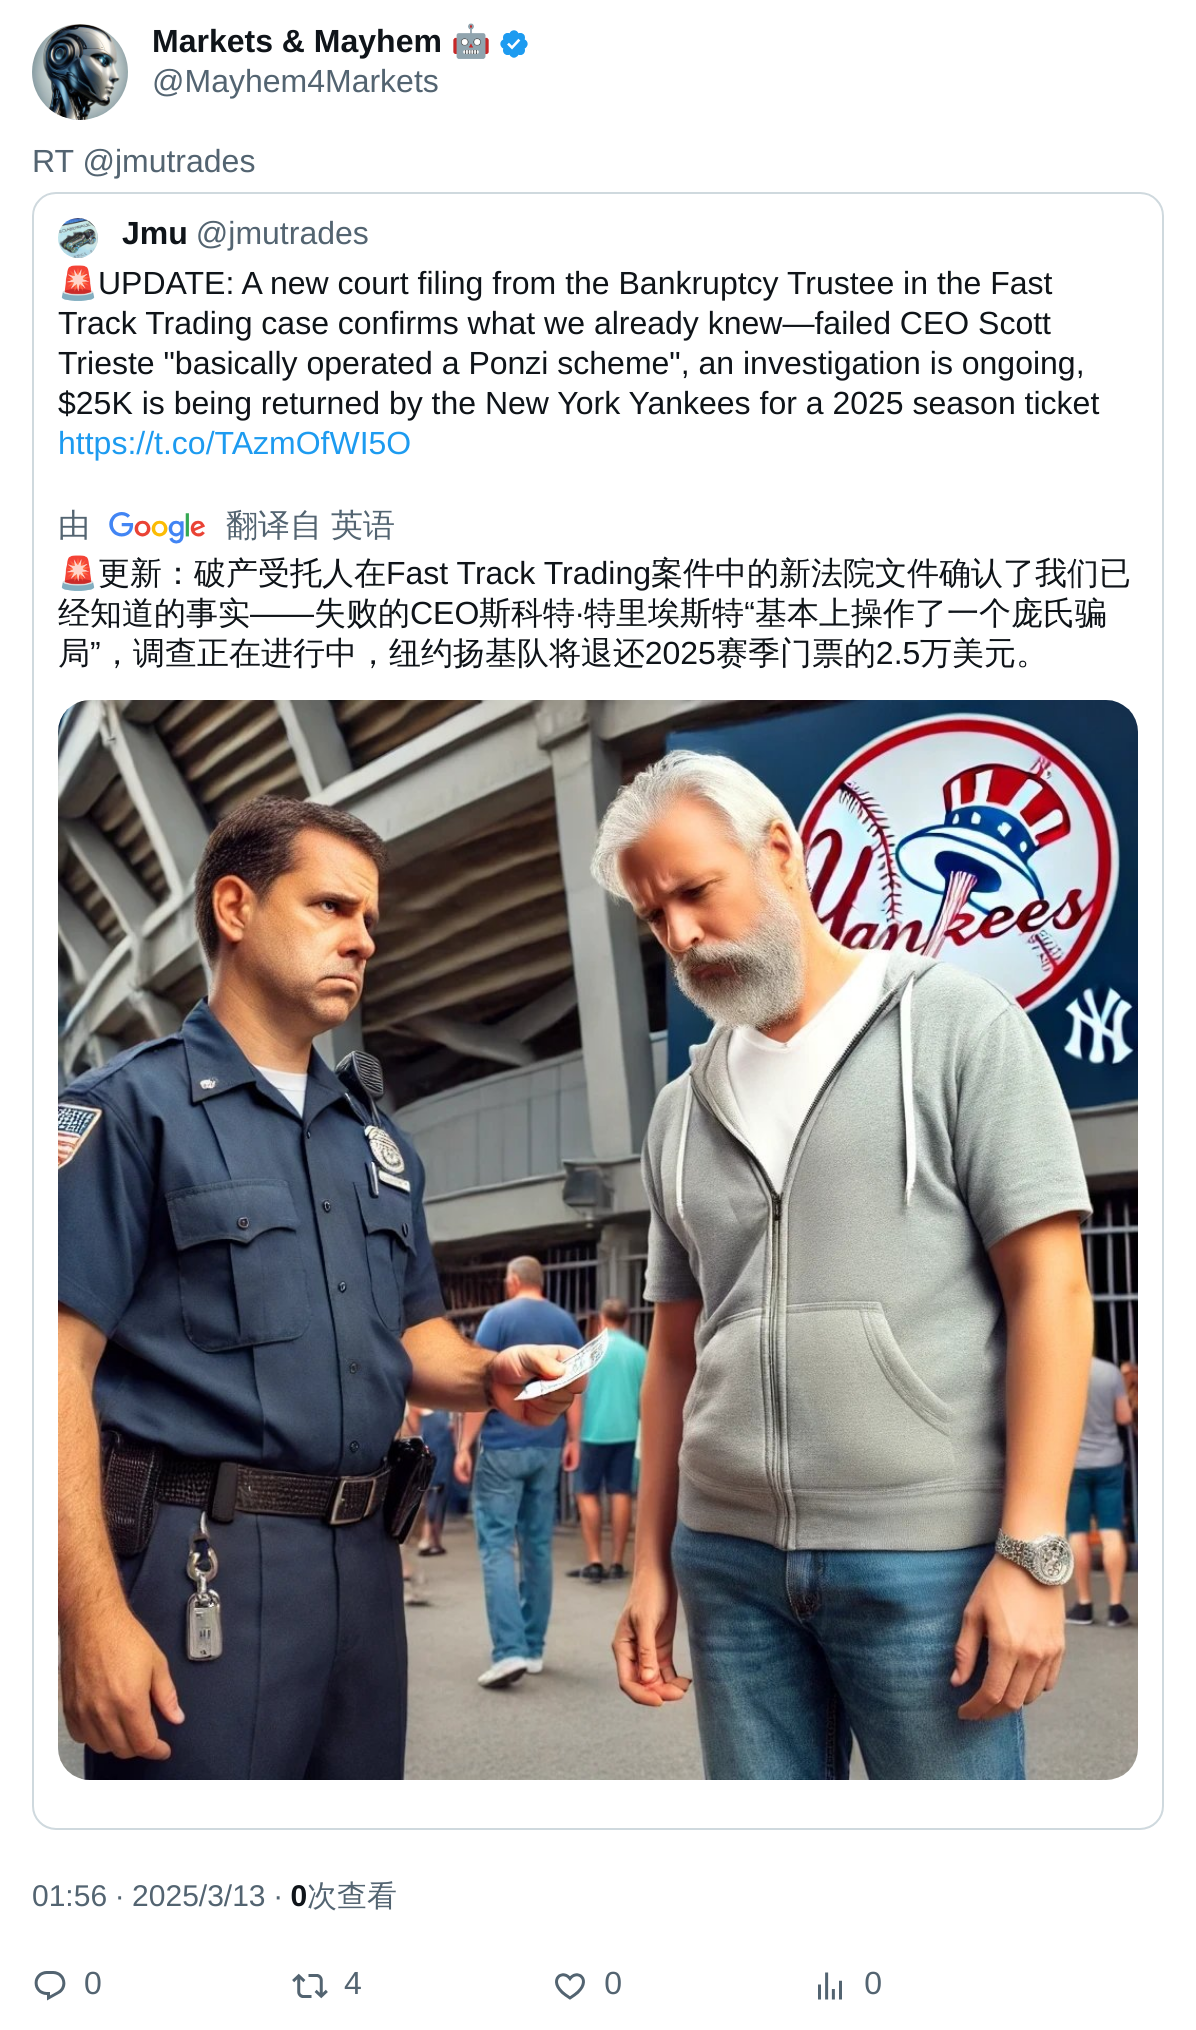 Markets & Mayhem 🤖
@Mayhem4Markets
RT @jmutrades
Jmu @jmutrades
🚨UPDATE: A new court filing from the Bankruptcy Trustee in the Fast
Track Trading case confirms what we already knew—failed CEO Scott
Trieste "basically operated a Ponzi scheme", an investigation is ongoing,
$25K is being returned by the New York Yankees for a 2025 season ticket
https://t.co/TAzmOfWI5O
由 Google 翻译自 英语
🚨更新：破产受托人在Fast Track Trading案件中的新法院文件确认了我们已
经知道的事实——失败的CEO斯科特·特里埃斯特“基本上操作了一个庞氏骗
局”，调查正在进行中，纽约扬基队将退还2025赛季门票的2.5万美元。
Yankees
NY
01:56 · 2025/3/13 · 0次查看
0 4 0 0